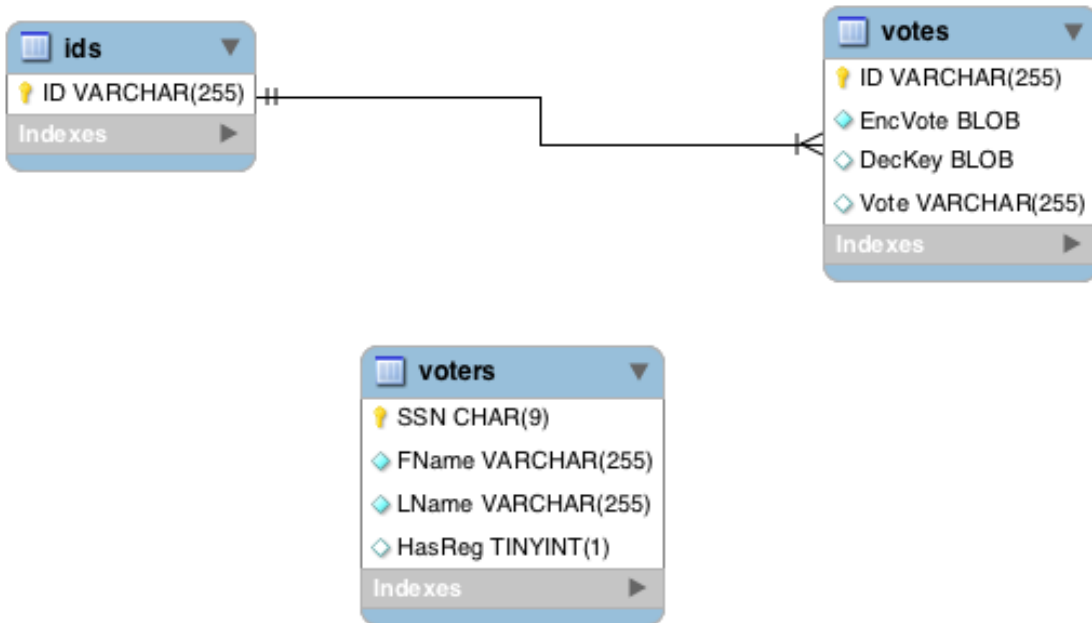 ids
ID VARCHAR(255)
Indexes
votes
ID VARCHAR(255)
EncVote BLOB
DecKey BLOB
Vote VARCHAR(255)
Indexes
voters
SSN CHAR(9)
FName VARCHAR(255)
LName VARCHAR(255)
HasReg TINYINT(1)
Indexes